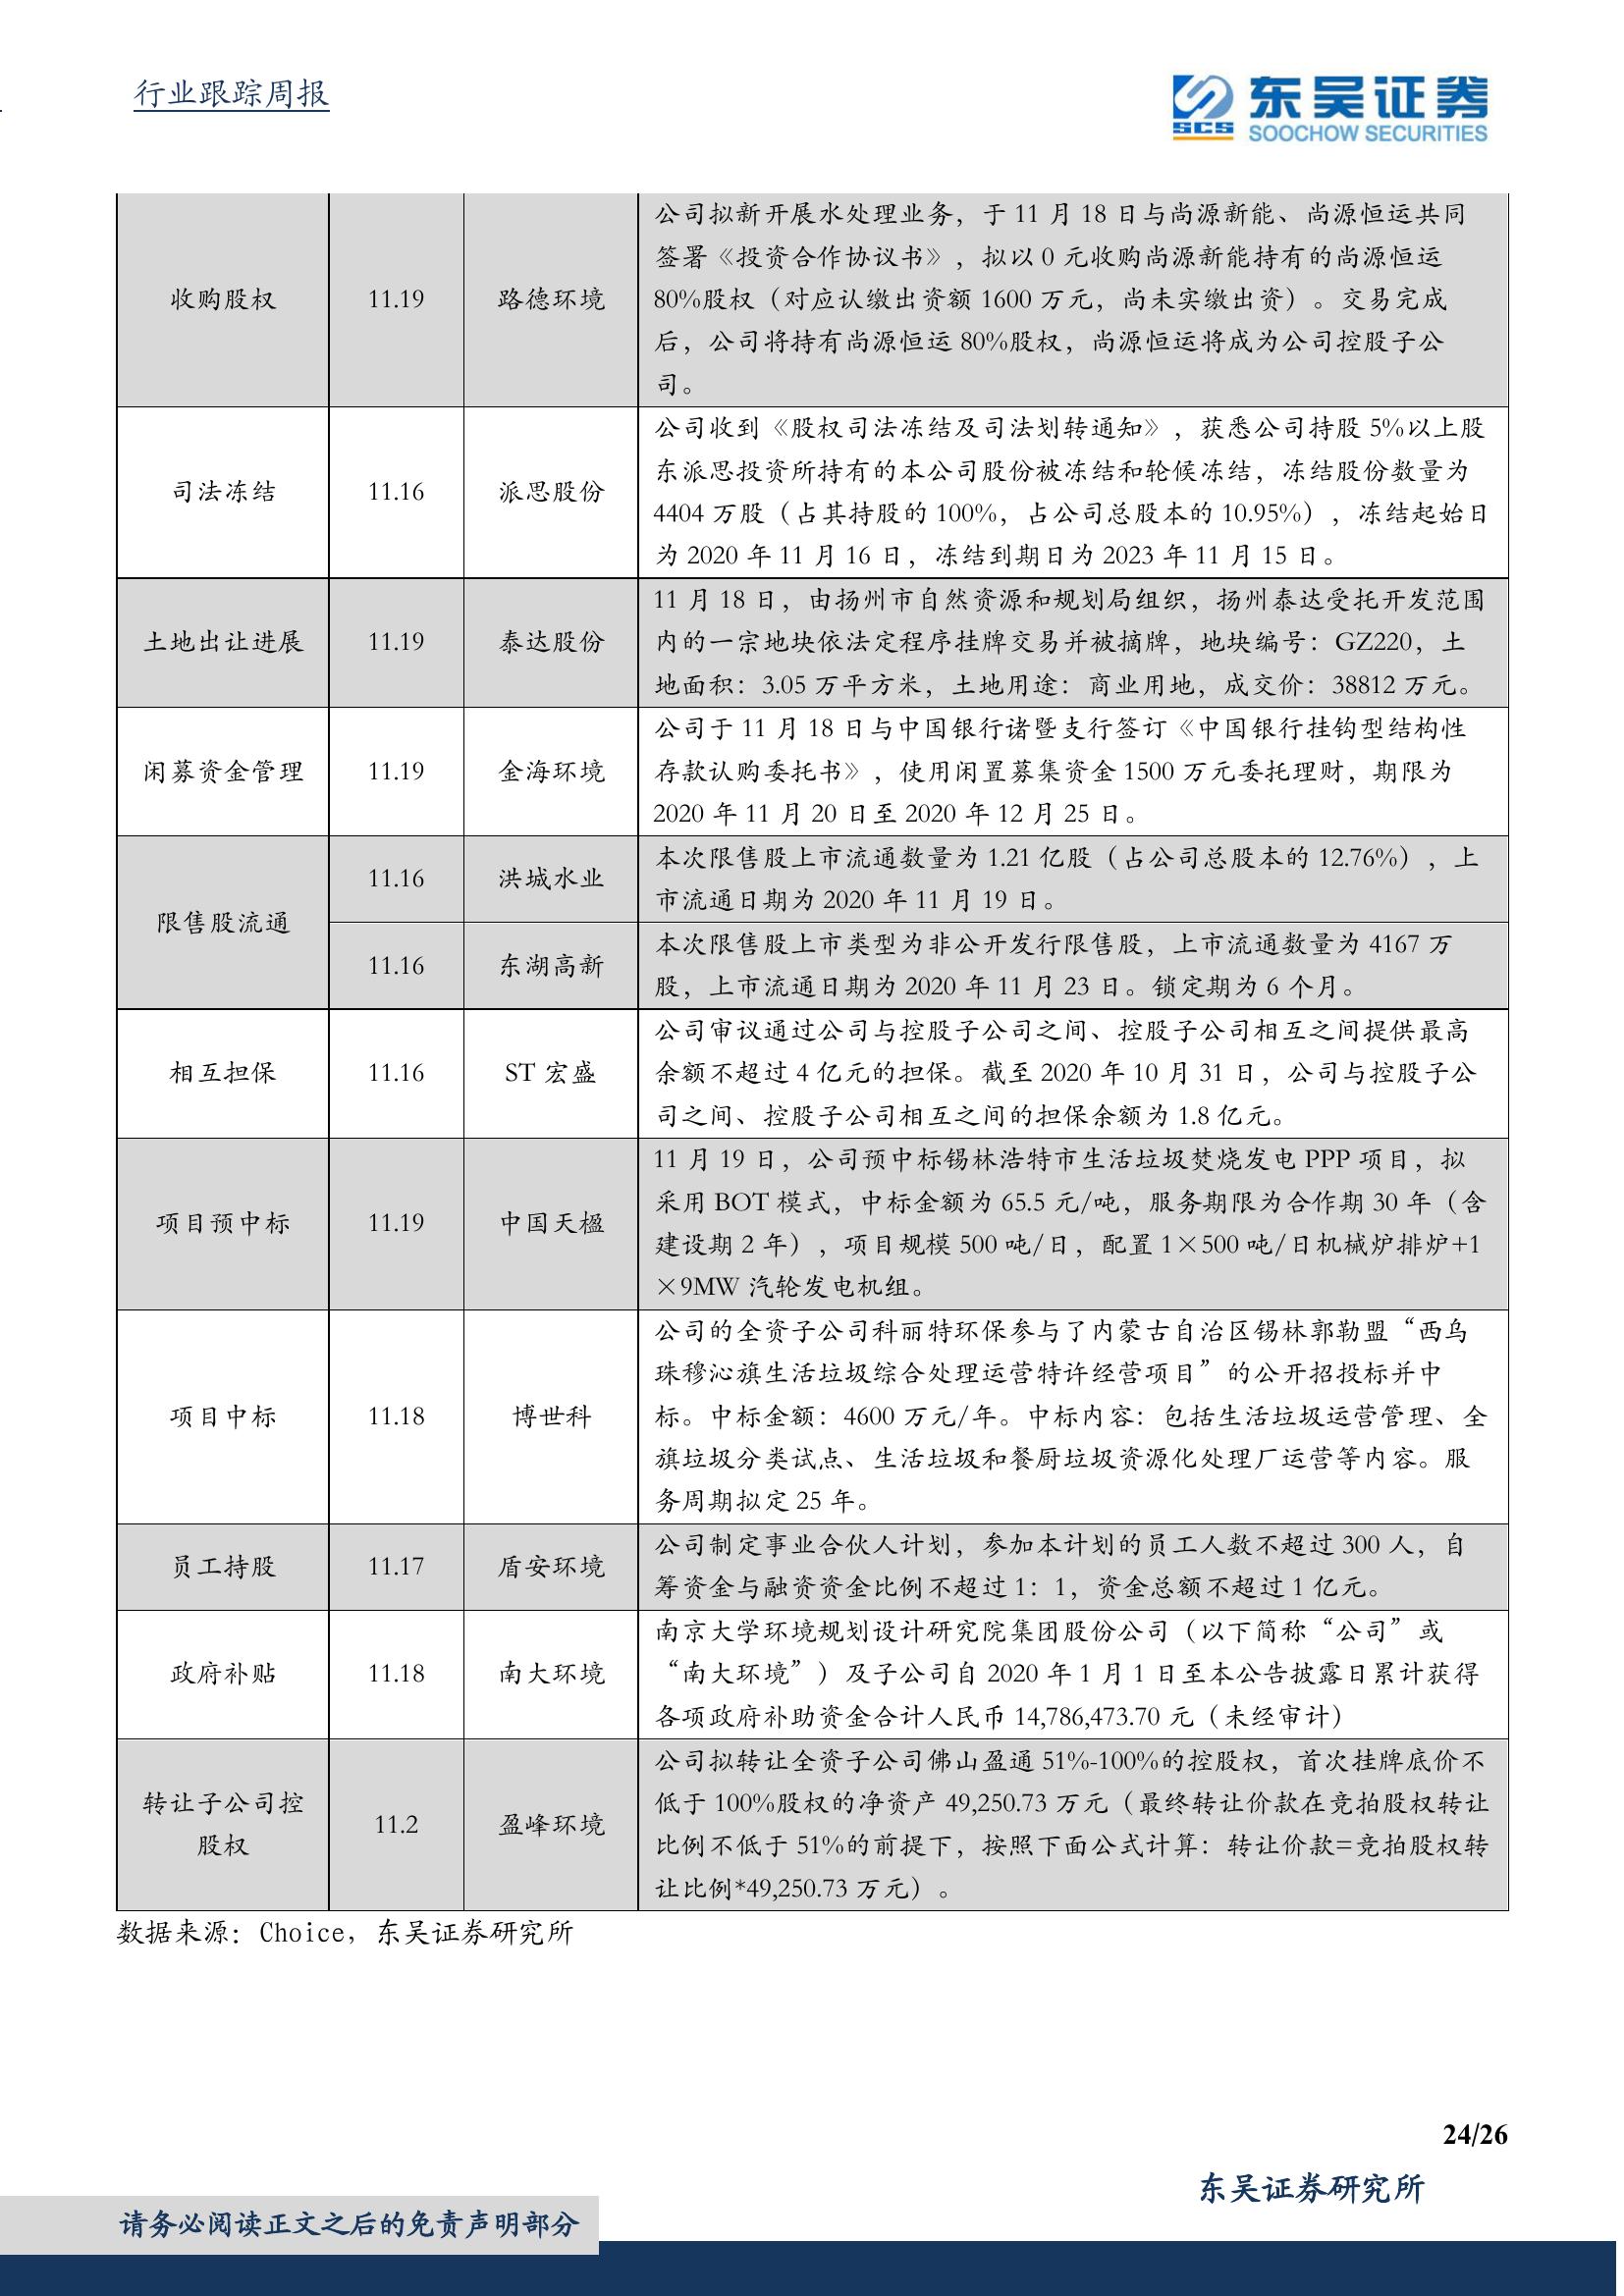 行业跟踪周报
东吴证券
SCS
SOOCHOW SECURITIES
收购股权
11.19
路德环境
公司拟新开展水处理业务，于 11 月 18 日与尚源新能、尚源恒运共同
签署《投资合作协议书》，拟以 0 元收购尚源新能持有的尚源恒运
80%股权（对应认缴出资额 1600 万元，尚未实缴出资）。交易完成
后，公司将持有尚源恒运 80%股权，尚源恒运将成为公司控股子公
司。
司法冻结
11.16
派思股份
公司收到《股权司法冻结及司法划转通知》，获悉公司持股 5%以上股
东派思投资所持有的本公司股份被冻结和轮候冻结，冻结股份数量为
4404 万股（占其持股的 100%，占公司总股本的 10.95%），冻结起始日
为 2020 年 11 月 16 日，冻结到期日为 2023 年 11 月 15 日。
土地出让进展
11.19
泰达股份
11 月 18 日，由扬州市自然资源和规划局组织，扬州泰达受托开发范围
内的一宗地块依法定程序挂牌交易并被摘牌，地块编号：GZ220，土
地面积：3.05 万平方米，土地用途：商业用地，成交价：38812 万元。
闲募资金管理
11.19
金海环境
公司于 11 月 18 日与中国银行诸暨支行签订《中国银行挂钩型结构性
存款认购委托书》，使用闲置募集资金 1500 万元委托理财，期限为
2020 年 11 月 20 日至 2020 年 12 月 25 日。
限售股流通
11.16
洪城水业
本次限售股上市流通数量为 1.21 亿股（占公司总股本的 12.76%），上
市流通日期为 2020 年 11 月 19 日。
11.16
东湖高新
本次限售股上市类型为非公开发行限售股，上市流通数量为 4167 万
股，上市流通日期为 2020 年 11 月 23 日。锁定期为 6 个月。
相互担保
11.16
ST 宏盛
公司审议通过公司与控股子公司之间、控股子公司相互之间提供最高
余额不超过 4 亿元的担保。截至 2020 年 10 月 31 日，公司与控股子公
司之间、控股子公司相互之间的担保余额为 1.8 亿元。
项目预中标
11.19
中国天楹
11 月 19 日，公司预中标锡林浩特市生活垃圾焚烧发电 PPP 项目，拟
采用 BOT 模式，中标金额为 65.5 元/吨，服务期限为合作期 30 年（含
建设期 2 年），项目规模 500 吨/日，配置 1×500 吨/日机械炉排炉+1
×9MW 汽轮发电机组。
项目中标
11.18
博世科
公司的全资子公司科丽特环保参与了内蒙古自治区锡林郭勒盟“西乌
珠穆沁旗生活垃圾综合处理运营特许经营项目”的公开招投标并中
标。中标金额：4600 万元/年。中标内容：包括生活垃圾运营管理、全
旗垃圾分类试点、生活垃圾和餐厨垃圾资源化处理厂运营等内容。服
务周期拟定 25 年。
员工持股
11.17
盾安环境
公司制定事业合伙人计划，参加本计划的员工人数不超过 300 人，自
筹资金与融资资金比例不超过 1：1，资金总额不超过 1 亿元。
政府补贴
11.18
南大环境
南京大学环境规划设计研究院集团股份公司（以下简称“公司”或
“南大环境”）及子公司自 2020 年 1 月 1 日至本公告披露日累计获得
各项政府补助资金合计人民币 14,786,473.70 元（未经审计）
转让子公司控
股权
11.2
盈峰环境
公司拟转让全资子公司佛山盈通 51%-100%的控股权，首次挂牌底价不
低于 100%股权的净资产 49,250.73 万元（最终转让价款在竞拍股权转让
比例不低于 51%的前提下，按照下面公式计算：转让价款=竞拍股权转
让比例*49,250.73 万元）。
数据来源：Choice，东吴证券研究所
24/26
东吴证券研究所
请务必阅读正文之后的免责声明部分